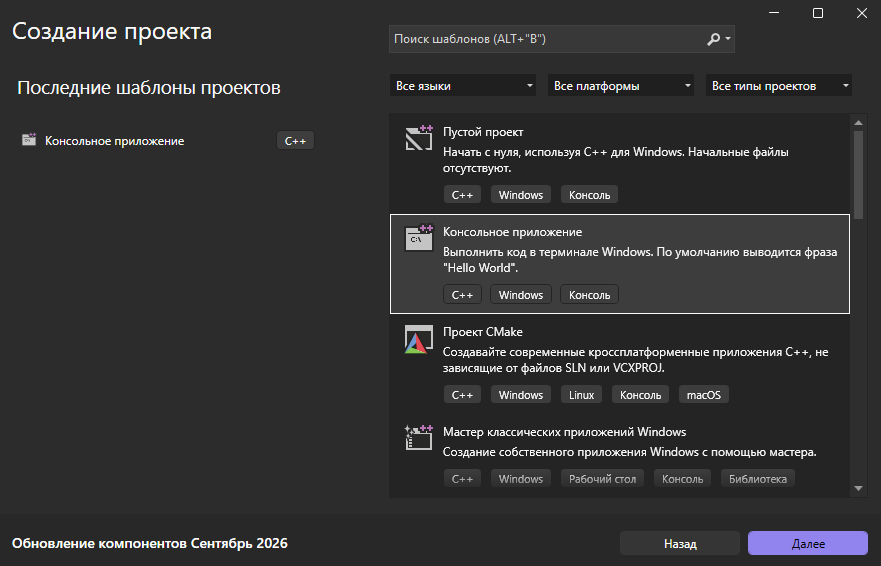 Создание проекта
Поиск шаблонов (ALT+"B")
Последние шаблоны проектов
Все языки
Все платформы
Все типы проектов
Консольное приложение
C++
Пустой проект
Начать с нуля, используя C++ для Windows. Начальные файлы
отсутствуют.
C++ Windows Консоль
Консольное приложение
Выполнить код в терминале Windows. По умолчанию выводится фраза
"Hello World".
C++ Windows Консоль
Проект CMake
Создавайте современные кроссплатформенные приложения C++, не
зависящие от файлов SLN или VCXPROJ.
C++ Windows Linux Консоль macOS
Мастер классических приложений Windows
Создание собственного приложения Windows с помощью мастера.
C++ Windows Рабочий стол Консоль Библиотека
Обновление компонентов Сентябрь 2026
Назад
Далее